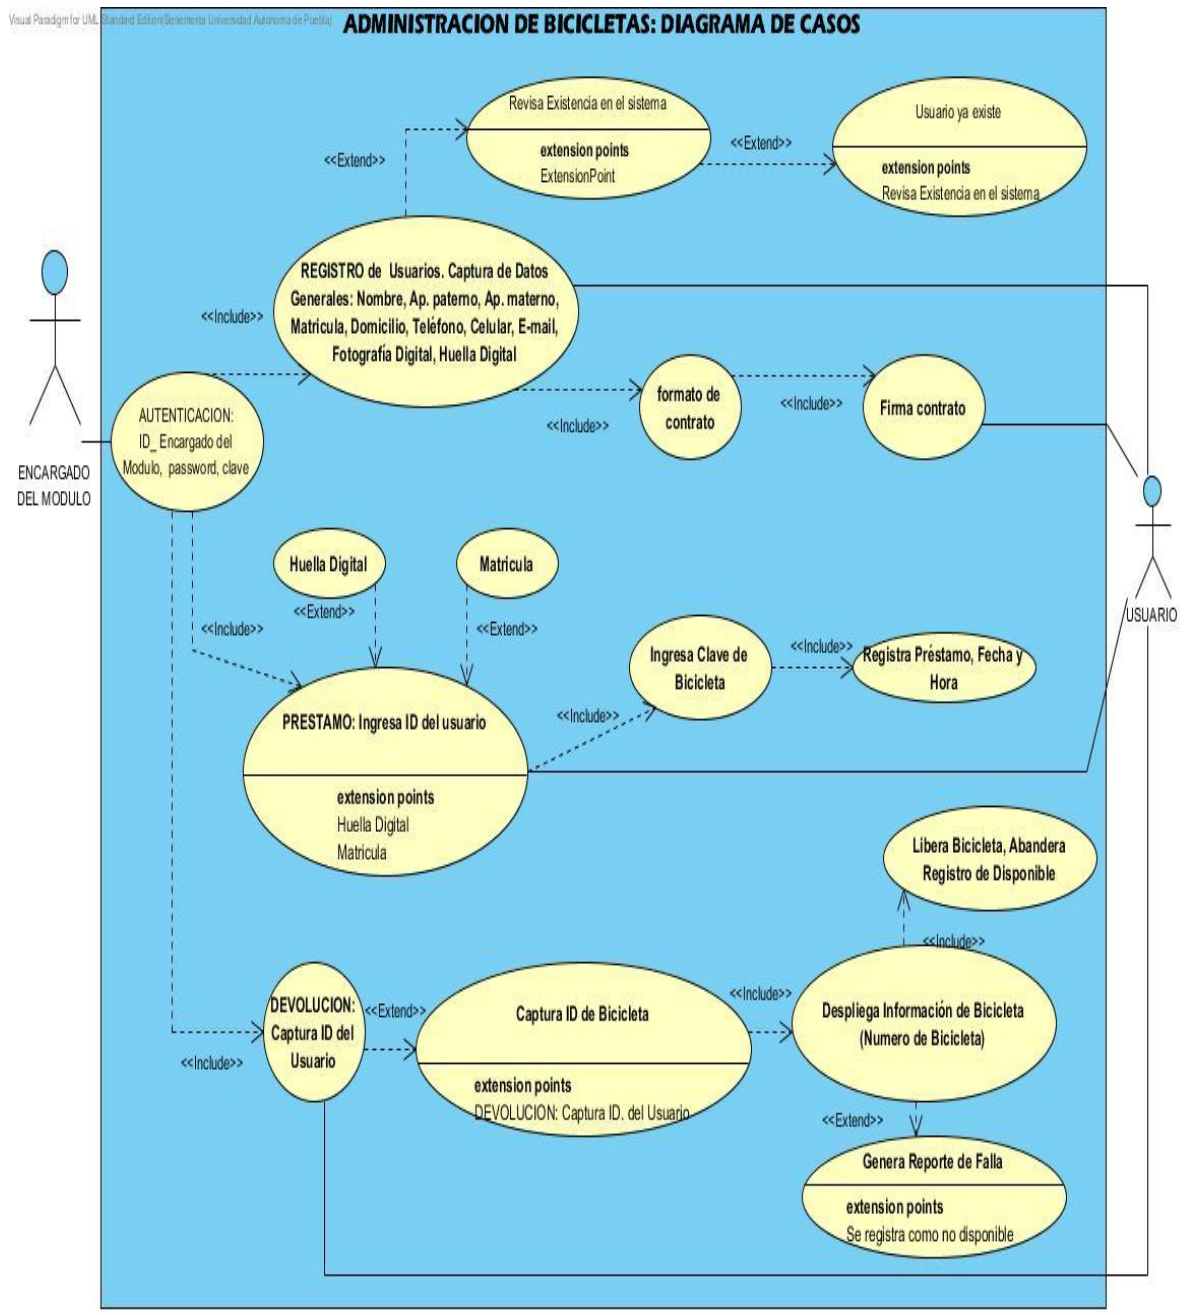 Visual Paradigm for UML Standard Edition(Benemerita Universidad Autonoma de Puebla)
ADMINISTRACION DE BICICLETAS: DIAGRAMA DE CASOS
Revisa Existencia en el sistema
extension points
ExtensionPoint
<<Extend>>
<<Extend>>
Usuario ya existe
extension points
Revisa Existencia en el sistema
REGISTRO de Usuarios. Captura de Datos
Generales: Nombre, Ap. paterno, Ap. materno,
Matricula, Domicilio, Teléfono, Celular, E-mail,
Fotografía Digital, Huella Digital
<<Include>>
AUTENTICACION:
ID_ Encargado del
Modulo, password, clave
ENCARGADO
DEL MODULO
<<Include>>
formato de
contrato
<<Include>>
Firma contrato
USUARIO
Huella Digital
Matricula
<<Extend>>
<<Extend>>
<<Include>>
PRESTAMO: Ingresa ID del usuario
extension points
Huella Digital
Matricula
<<Include>>
Ingresa Clave de
Bicicleta
<<Include>>
Registra Préstamo, Fecha y
Hora
Libera Bicicleta, Abandera
Registro de Disponible
<<Include>>
<<Include>>
DEVOLUCION:
Captura ID del
Usuario
<<Extend>>
Captura ID de Bicicleta
extension points
DEVOLUCION: Captura ID. del Usuario
<<Include>>
Despliega Información de Bicicleta
(Numero de Bicicleta)
<<Extend>>
Genera Reporte de Falla
extension points
Se registra como no disponible